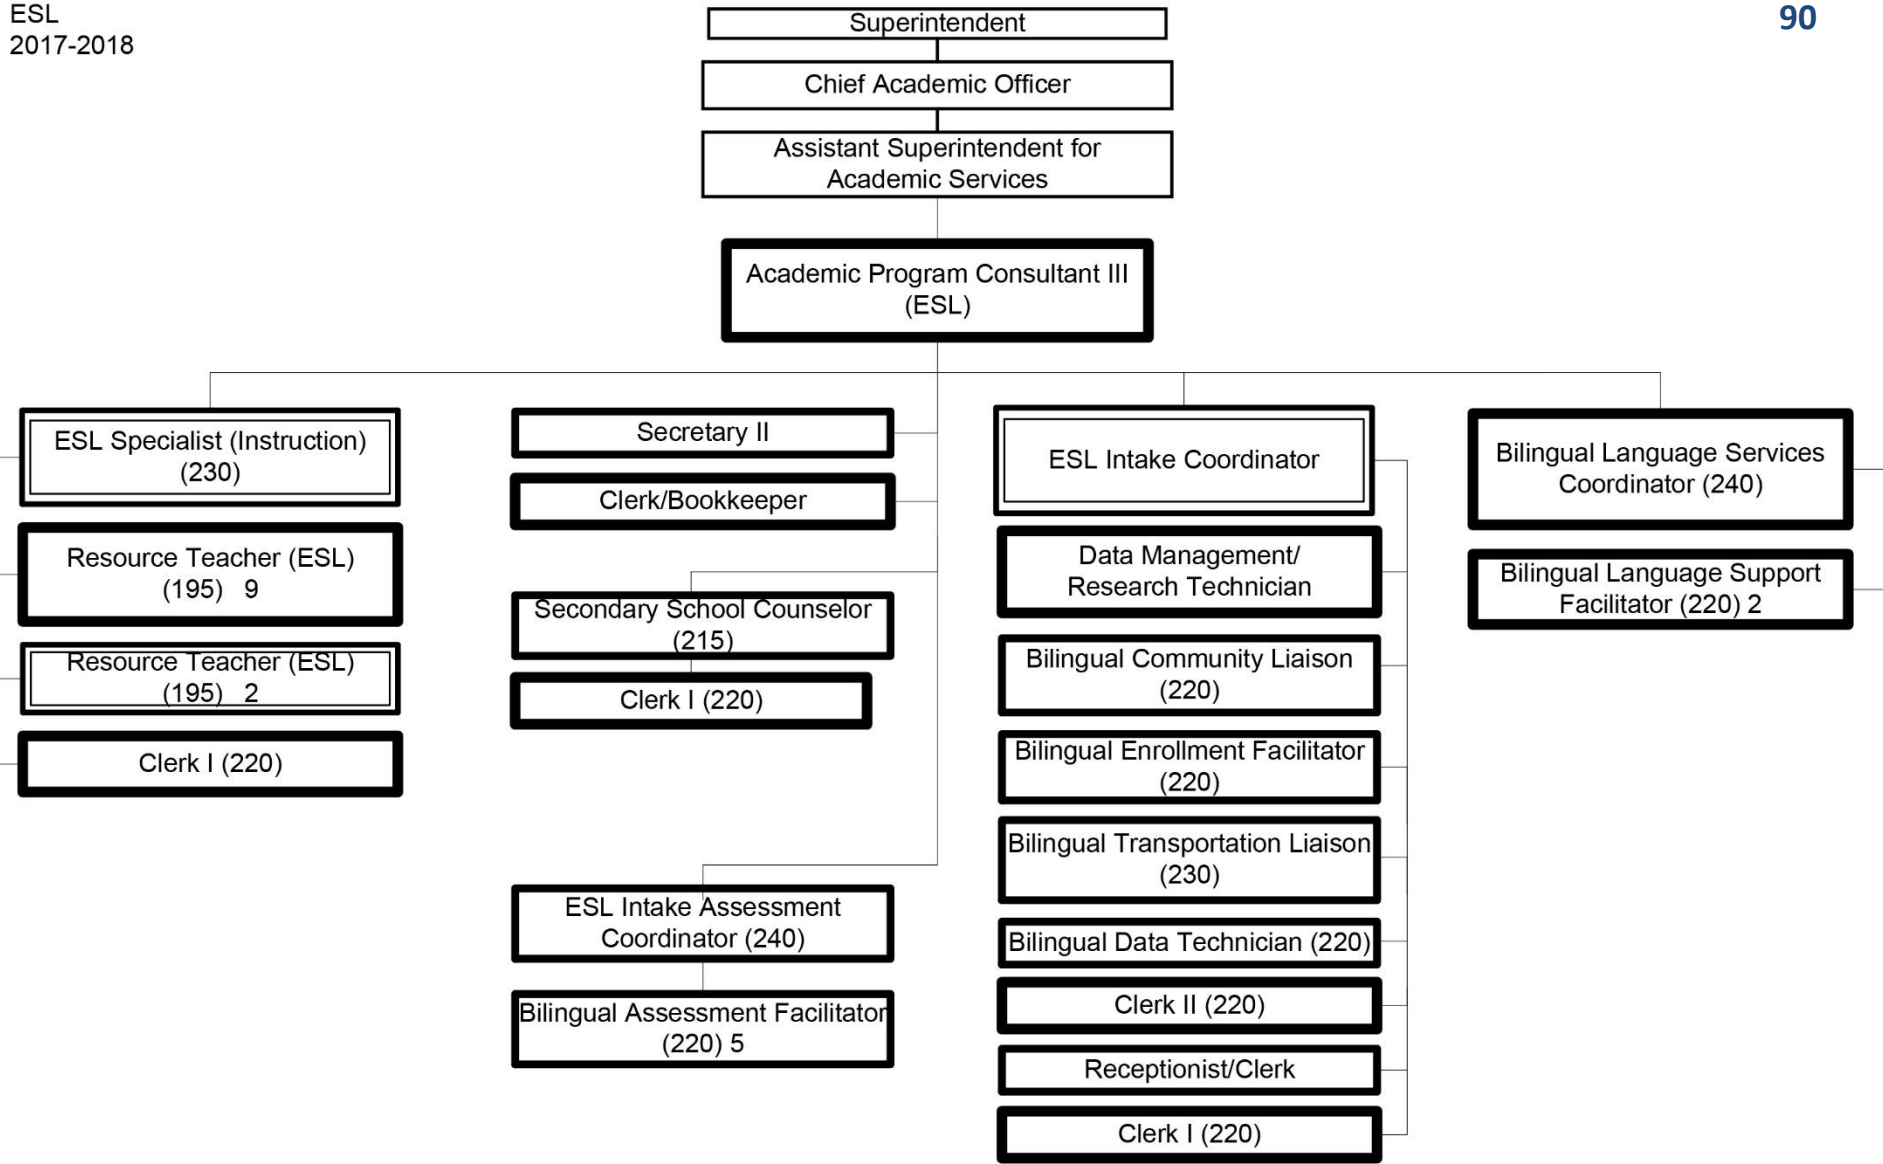 ESL
2017-2018
90
Superintendent
Chief Academic Officer
Assistant Superintendent for
Academic Services
Academic Program Consultant III
(ESL)
ESL Specialist (Instruction)
(230)
Resource Teacher (ESL)
(195) 9
Resource Teacher (ESL)
(195) 2
Clerk I (220)
Secretary II
Clerk/Bookkeeper
Secondary School Counselor
(215)
Clerk I (220)
ESL Intake Assessment
Coordinator (240)
Bilingual Assessment Facilitator
(220) 5
ESL Intake Coordinator
Data Management/
Research Technician
Bilingual Community Liaison
(220)
Bilingual Enrollment Facilitator
(220)
Bilingual Transportation Liaison
(230)
Bilingual Data Technician (220)
Clerk II (220)
Receptionist/Clerk
Clerk I (220)
Bilingual Language Services
Coordinator (240)
Bilingual Language Support
Facilitator (220) 2